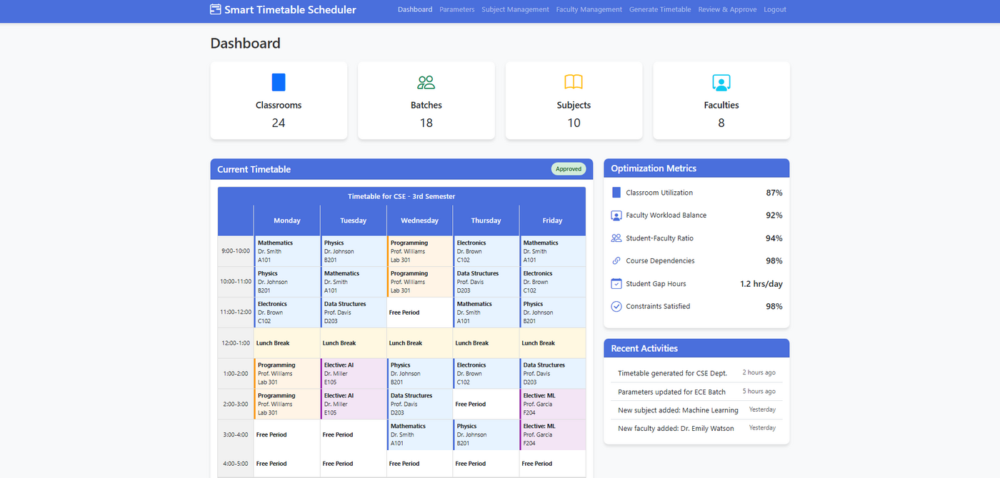 Smart Timetable Scheduler
Dashboard Parameters Subject Management Faculty Management Generate Timetable Review & Approve Logout
Dashboard
Classrooms
24
Batches
18
Subjects
10
Faculties
8
Current Timetable
Approved
Timetable for CSE - 3rd Semester
Monday Tuesday Wednesday Thursday Friday
9:00-10:00
Mathematics
Dr. Smith
A101
Physics
Dr. Johnson
B201
Programming
Prof. Williams
Lab 301
Electronics
Dr. Brown
C102
Mathematics
Dr. Smith
A101
10:00-11:00
Physics
Dr. Johnson
B201
Mathematics
Dr. Smith
A101
Programming
Prof. Williams
Lab 301
Data Structures
Prof. Davis
D203
Electronics
Dr. Brown
C102
11:00-12:00
Electronics
Dr. Brown
C102
Data Structures
Prof. Davis
D203
Free Period
Mathematics
Dr. Smith
A101
Physics
Dr. Johnson
B201
12:00-1:00
Lunch Break
Lunch Break
Lunch Break
Lunch Break
Lunch Break
1:00-2:00
Programming
Prof. Williams
Lab 301
Elective: AI
Dr. Miller
E105
Physics
Dr. Johnson
B201
Electronics
Dr. Brown
C102
Data Structures
Prof. Davis
D203
2:00-3:00
Programming
Prof. Williams
Lab 301
Elective: AI
Dr. Miller
E105
Data Structures
Prof. Davis
D203
Free Period
Elective: ML
Prof. Garcia
F204
3:00-4:00
Free Period
Free Period
Mathematics
Dr. Smith
A101
Physics
Dr. Johnson
B201
Elective: ML
Prof. Garcia
F204
4:00-5:00
Free Period
Free Period
Free Period
Free Period
Free Period
Optimization Metrics
Classroom Utilization 87%
Faculty Workload Balance 92%
Student-Faculty Ratio 94%
Course Dependencies 98%
Student Gap Hours 1.2 hrs/day
Constraints Satisfied 98%
Recent Activities
Timetable generated for CSE Dept. 2 hours ago
Parameters updated for ECE Batch 5 hours ago
New subject added: Machine Learning Yesterday
New faculty added: Dr. Emily Watson Yesterday